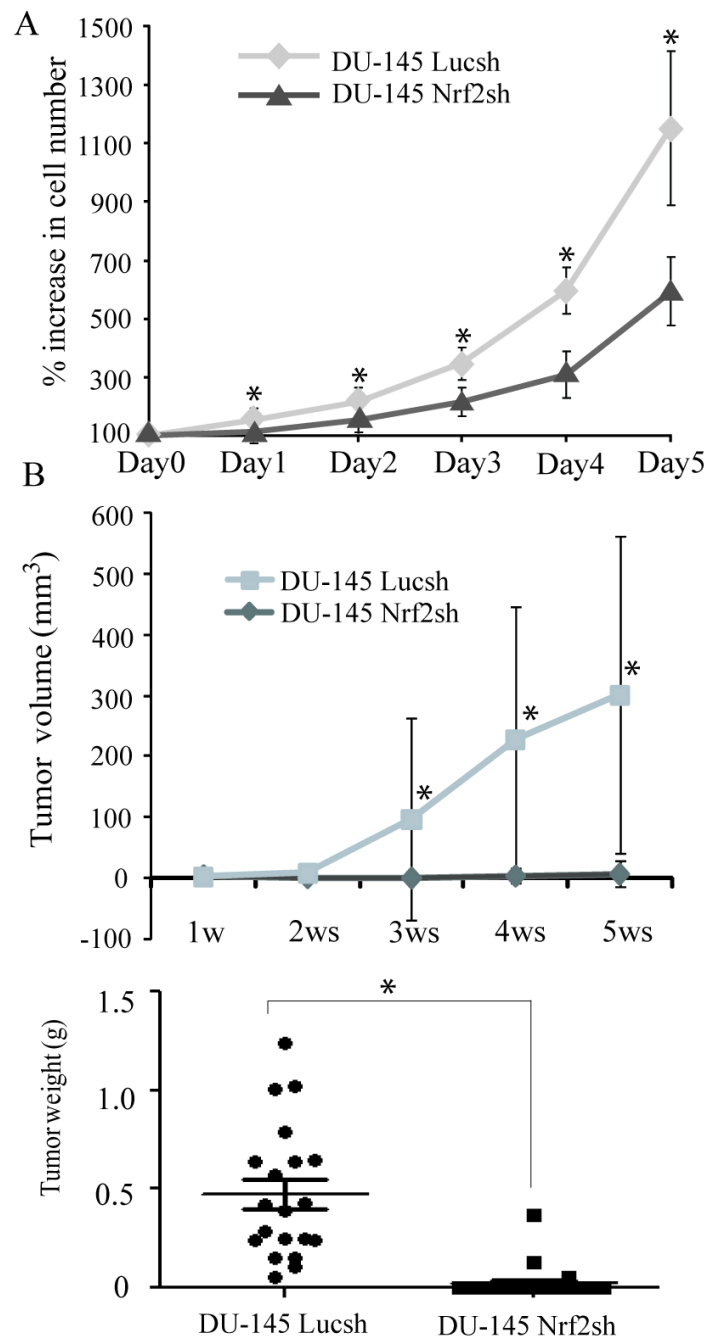 A
% increase in cell number
1500
1300
1100
900
700
500
300
100
DU-145 Lucsh
DU-145 Nrf2sh
*
*
*
*
*
Day0 Day1 Day2 Day3 Day4 Day5
B
Tumor volume (mm³)
600
500
400
300
200
100
0
-100
DU-145 Lucsh
DU-145 Nrf2sh
*
*
*
1w 2ws 3ws 4ws 5ws
Tumor weight (g)
1.5
1.0
0.5
0
*
DU-145 Lucsh DU-145 Nrf2sh